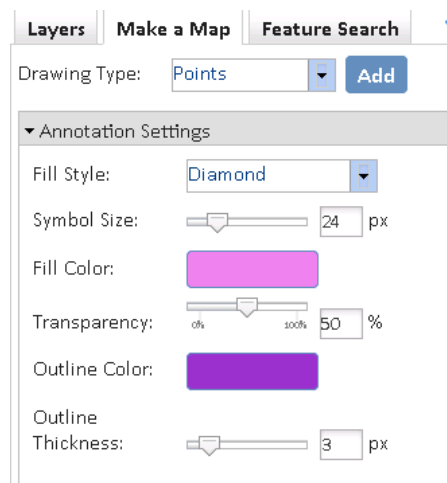 Layers Make a Map Feature Search
Drawing Type: Points Add
Annotation Settings
Fill Style: Diamond
Symbol Size: 24 px
Fill Color:
Transparency: 0% 100% 50 %
Outline Color:
Outline
Thickness: 3 px